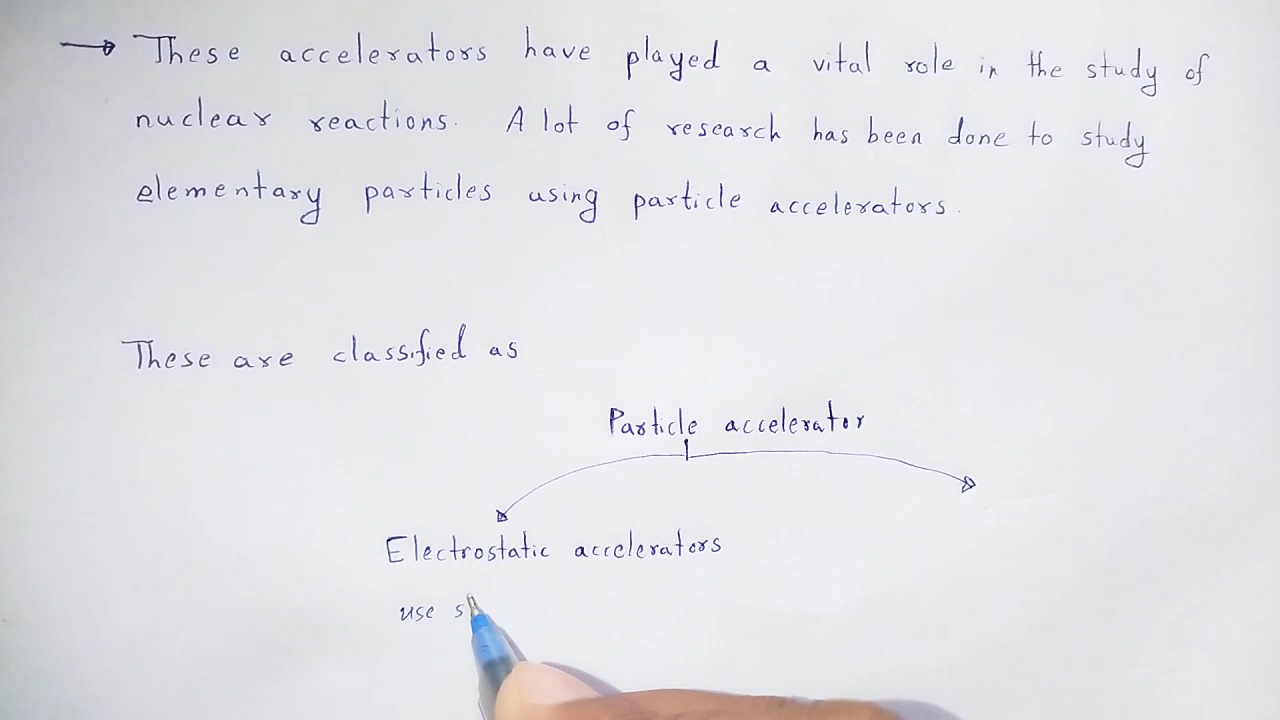 → These accelerators have played a vital role in the study of
nuclear reactions. A lot of research has been done to study
elementary particles using particle accelerators.
These are classified as
Particle accelerator
Electrostatic accelerators
use s